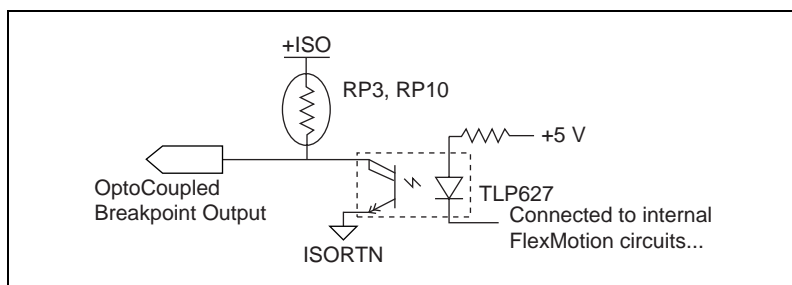 +ISO
RP3, RP10
+5 V
OptoCoupled
Breakpoint Output
TLP627
Connected to internal
FlexMotion circuits...
ISORTN